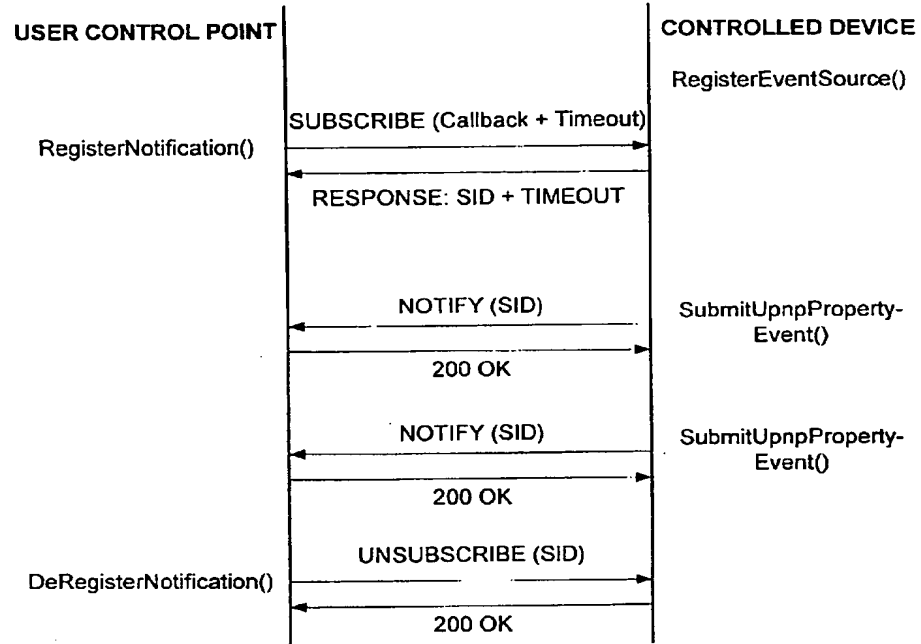 USER CONTROL POINT
CONTROLLED DEVICE
RegisterEventSource()
SUBSCRIBE (Callback + Timeout)
RegisterNotification()
RESPONSE: SID + TIMEOUT
NOTIFY (SID)
SubmitUpnpProperty-
Event()
200 OK
NOTIFY (SID)
SubmitUpnpProperty-
Event()
200 OK
UNSUBSCRIBE (SID)
DeRegisterNotification()
200 OK